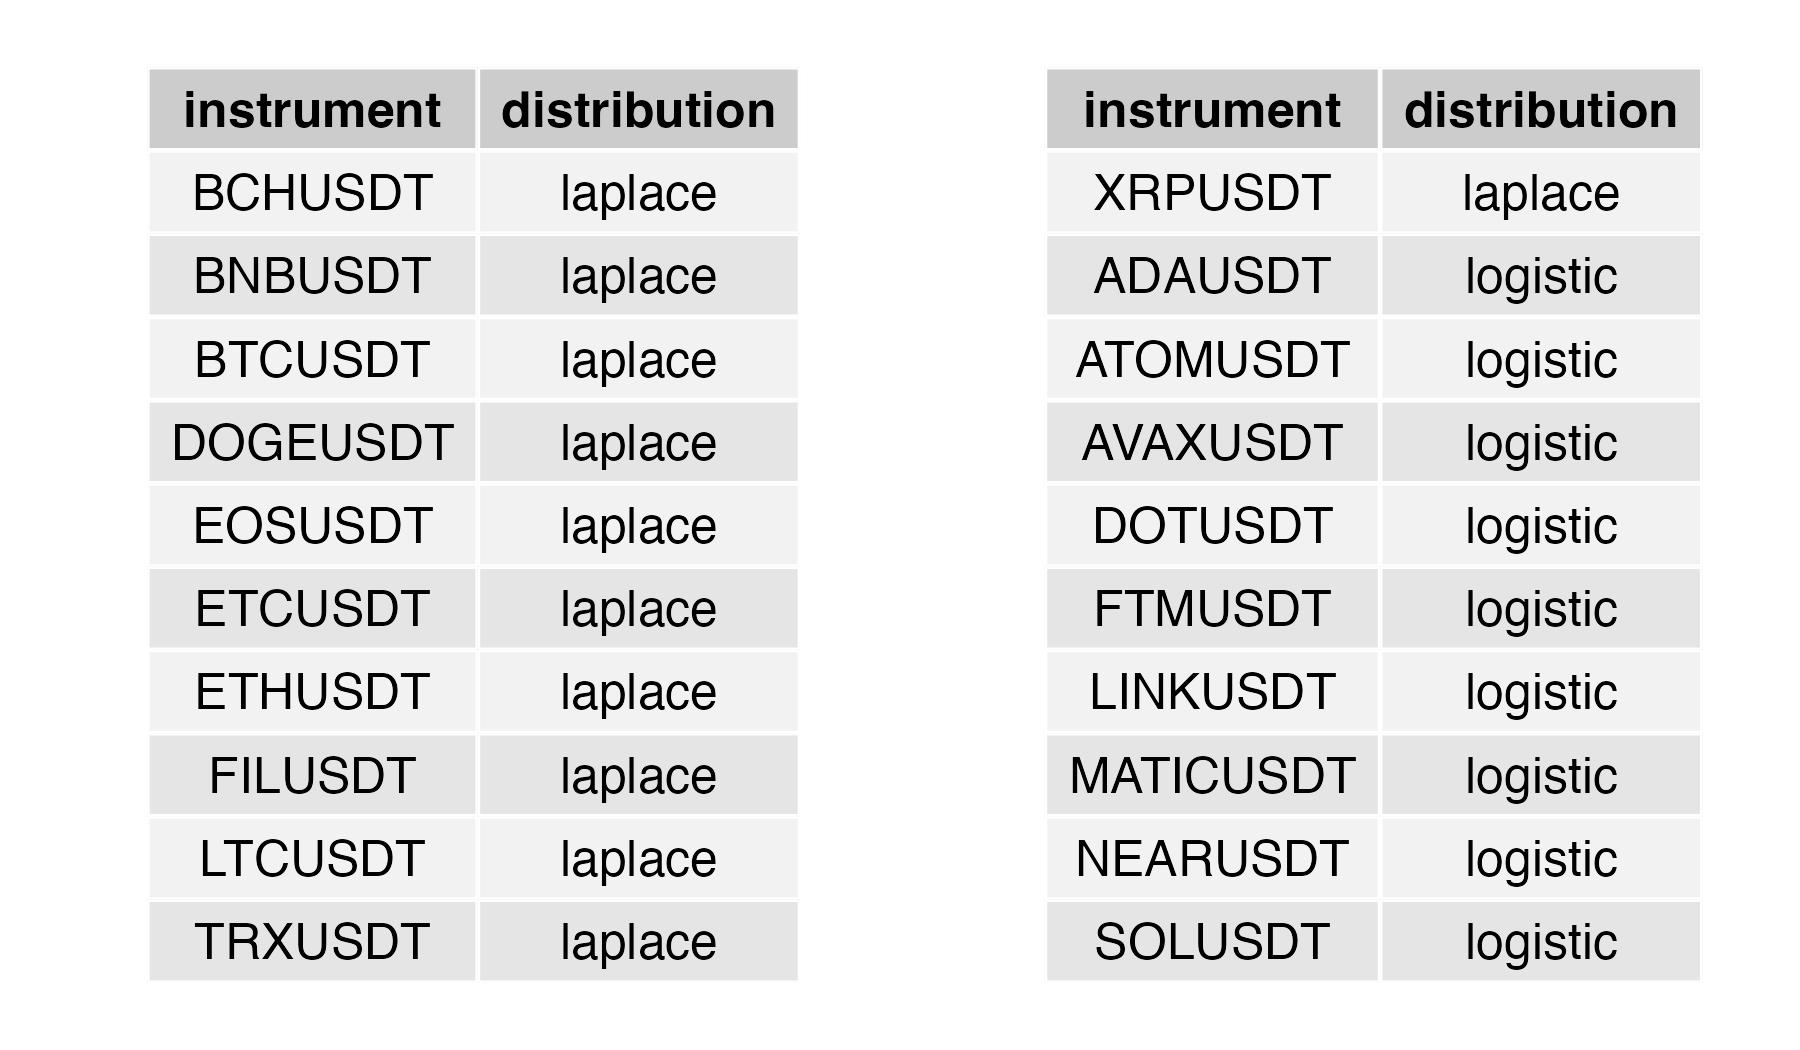 instrument distribution
BCHUSDT laplace
BNBUSDT laplace
BTCUSDT laplace
DOGEUSDT laplace
EOSUSDT laplace
ETCUSDT laplace
ETHUSDT laplace
FILUSDT laplace
LTCUSDT laplace
TRXUSDT laplace
instrument distribution
XRPUSDT laplace
ADAUSDT logistic
ATOMUSDT logistic
AVAXUSDT logistic
DOTUSDT logistic
FTMUSDT logistic
LINKUSDT logistic
MATICUSDT logistic
NEARUSDT logistic
SOLUSDT logistic